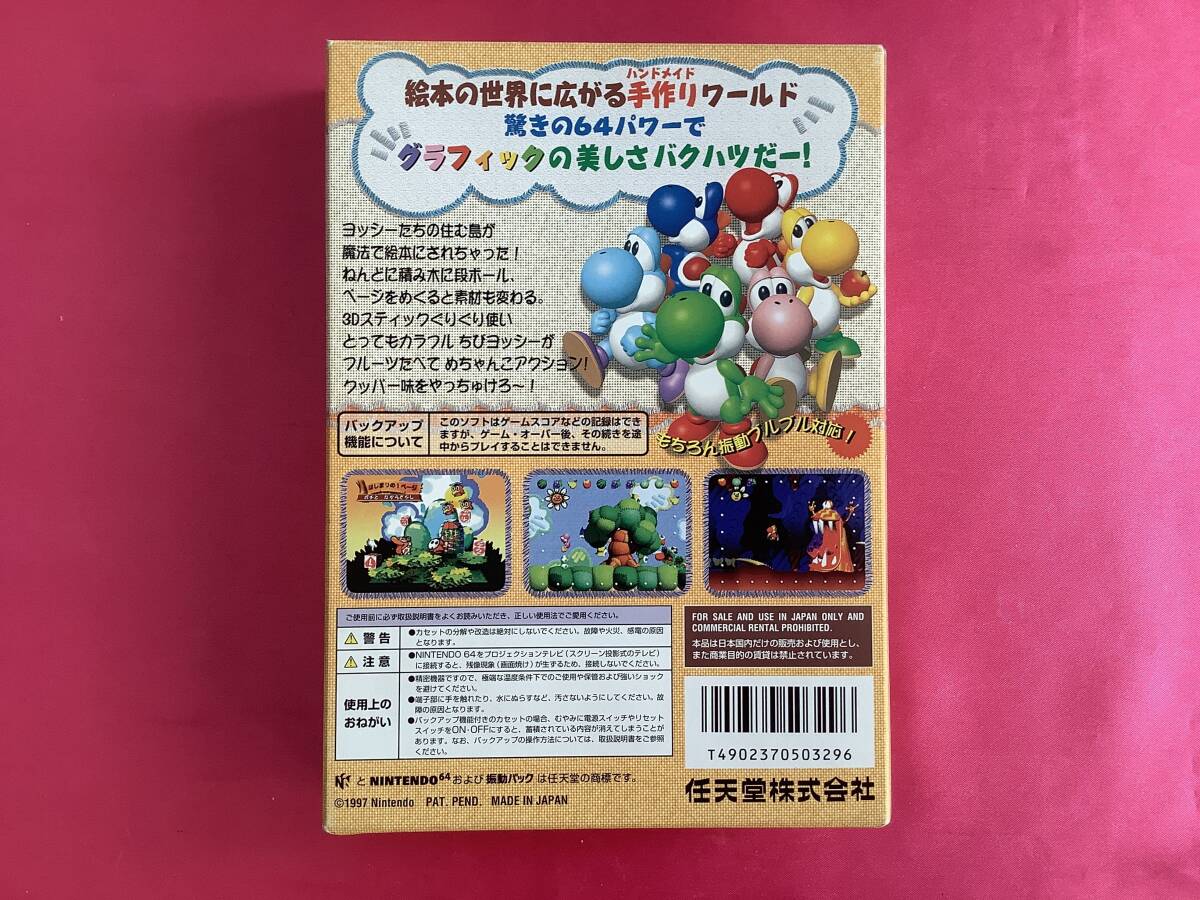 ハンドメイド
絵本の世界に広がる手作りワールド
驚きの64パワーで
グラフィックの美しさバクハツだー!
ヨッシーたちの住む島が
魔法で絵本にされちゃった!
ねんどに積み木に段ボール、
ページをめくると素材も変わる。
3Dスティックぐりぐり使い
とってもカラフル ちびヨッシーが
フルーツたべて めちゃんこアクション!
クッパー味をやっちゅけろ〜!
もちろん振動ブルブル対応!
バックアップ
機能について
このソフトはゲームスコアなどの記録はでき
ますが、ゲーム・オーバー後、その続きを途
中からプレイすることはできません。
はじまりの1ページ
ご使用前に必ず取扱説明書をよくお読みいただき、正しい使用法でご愛用ください。
警告
●カセットの分解や改造は絶対にしないでください。故障や火災、感電の原因
となります。
注意
●NINTENDO 64をプロジェクションテレビ(スクリーン投影式のテレビ)
に接続すると、残像現象(画面焼け)が生ずるため、接続しないでください。
使用上の
おねがい
●精密機器ですので、極端な温度条件下でのご使用や保管および強いショック
を避けてください。
●端子部に手を触れたり、水にぬらすなど、汚さないようにしてください。故
障の原因となります。
●バックアップ機能付きのカセットの場合、むやみに電源スイッチやリセット
スイッチをON・OFFにすると、蓄積されている内容が消えてしまうことが
あります。なお、バックアップの操作方法については、取扱説明書をご参照
ください。
と NINTENDO64 および 振動パック は任天堂の商標です。
©1997 Nintendo PAT. PEND. MADE IN JAPAN
FOR SALE AND USE IN JAPAN ONLY AND
COMMERCIAL RENTAL PROHIBITED.
本品は日本国内だけの販売および使用とし、
また商業目的の賃貸は禁止されています。
T4902370503296
任天堂株式会社